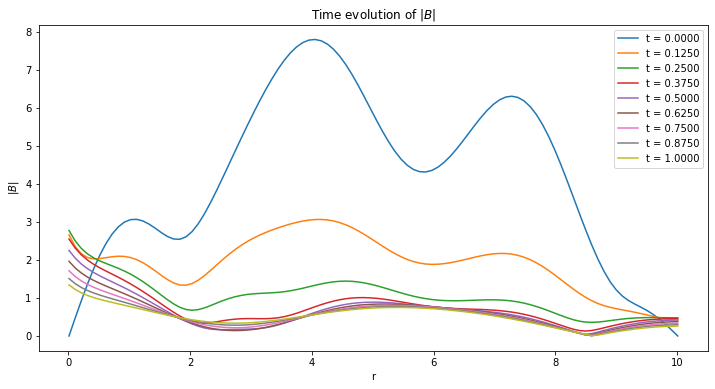 Time evolution of |B|
8
7
6
5
4
3
2
1
0
|B|
0
2
4
6
8
10
r
t = 0.0000
t = 0.1250
t = 0.2500
t = 0.3750
t = 0.5000
t = 0.6250
t = 0.7500
t = 0.8750
t = 1.0000